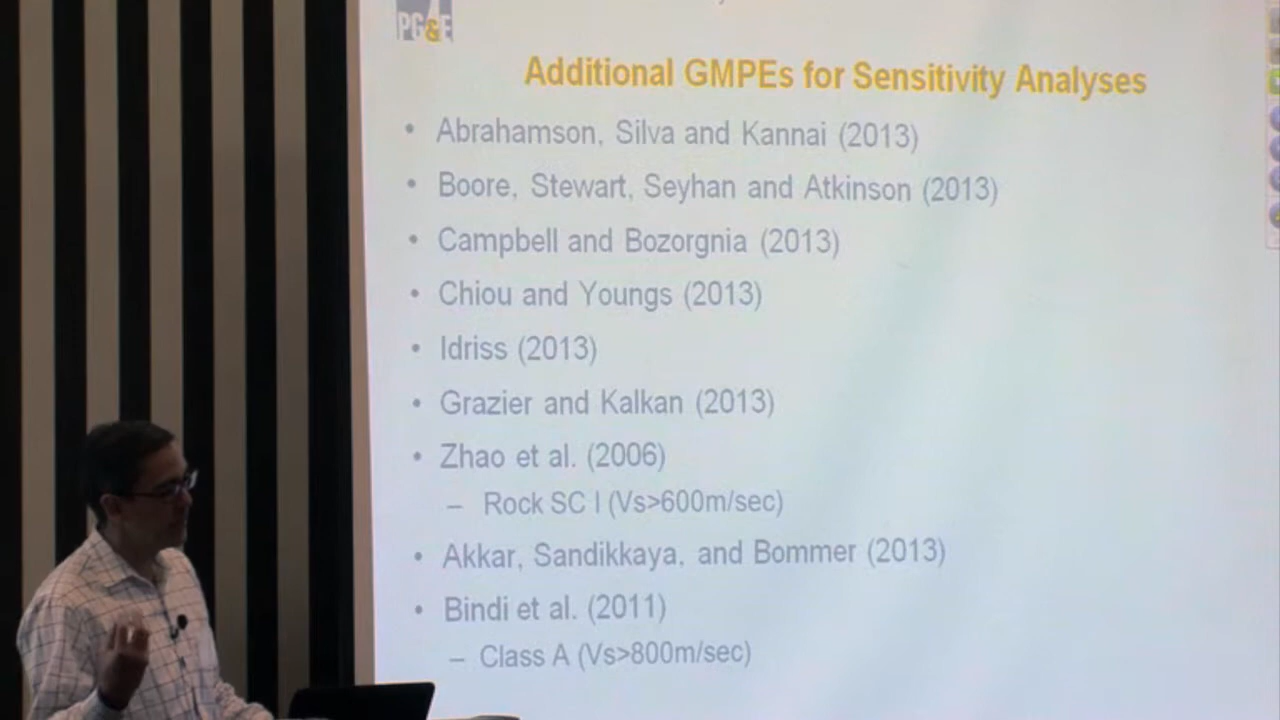 PG&E
Additional GMPEs for Sensitivity Analyses
• Abrahamson, Silva and Kannai (2013)
• Boore, Stewart, Seyhan and Atkinson (2013)
• Campbell and Bozorgnia (2013)
• Chiou and Youngs (2013)
• Idriss (2013)
• Grazier and Kalkan (2013)
• Zhao et al. (2006)
– Rock SC I (Vs>600m/sec)
• Akkar, Sandikkaya, and Bommer (2013)
• Bindi et al. (2011)
– Class A (Vs>800m/sec)